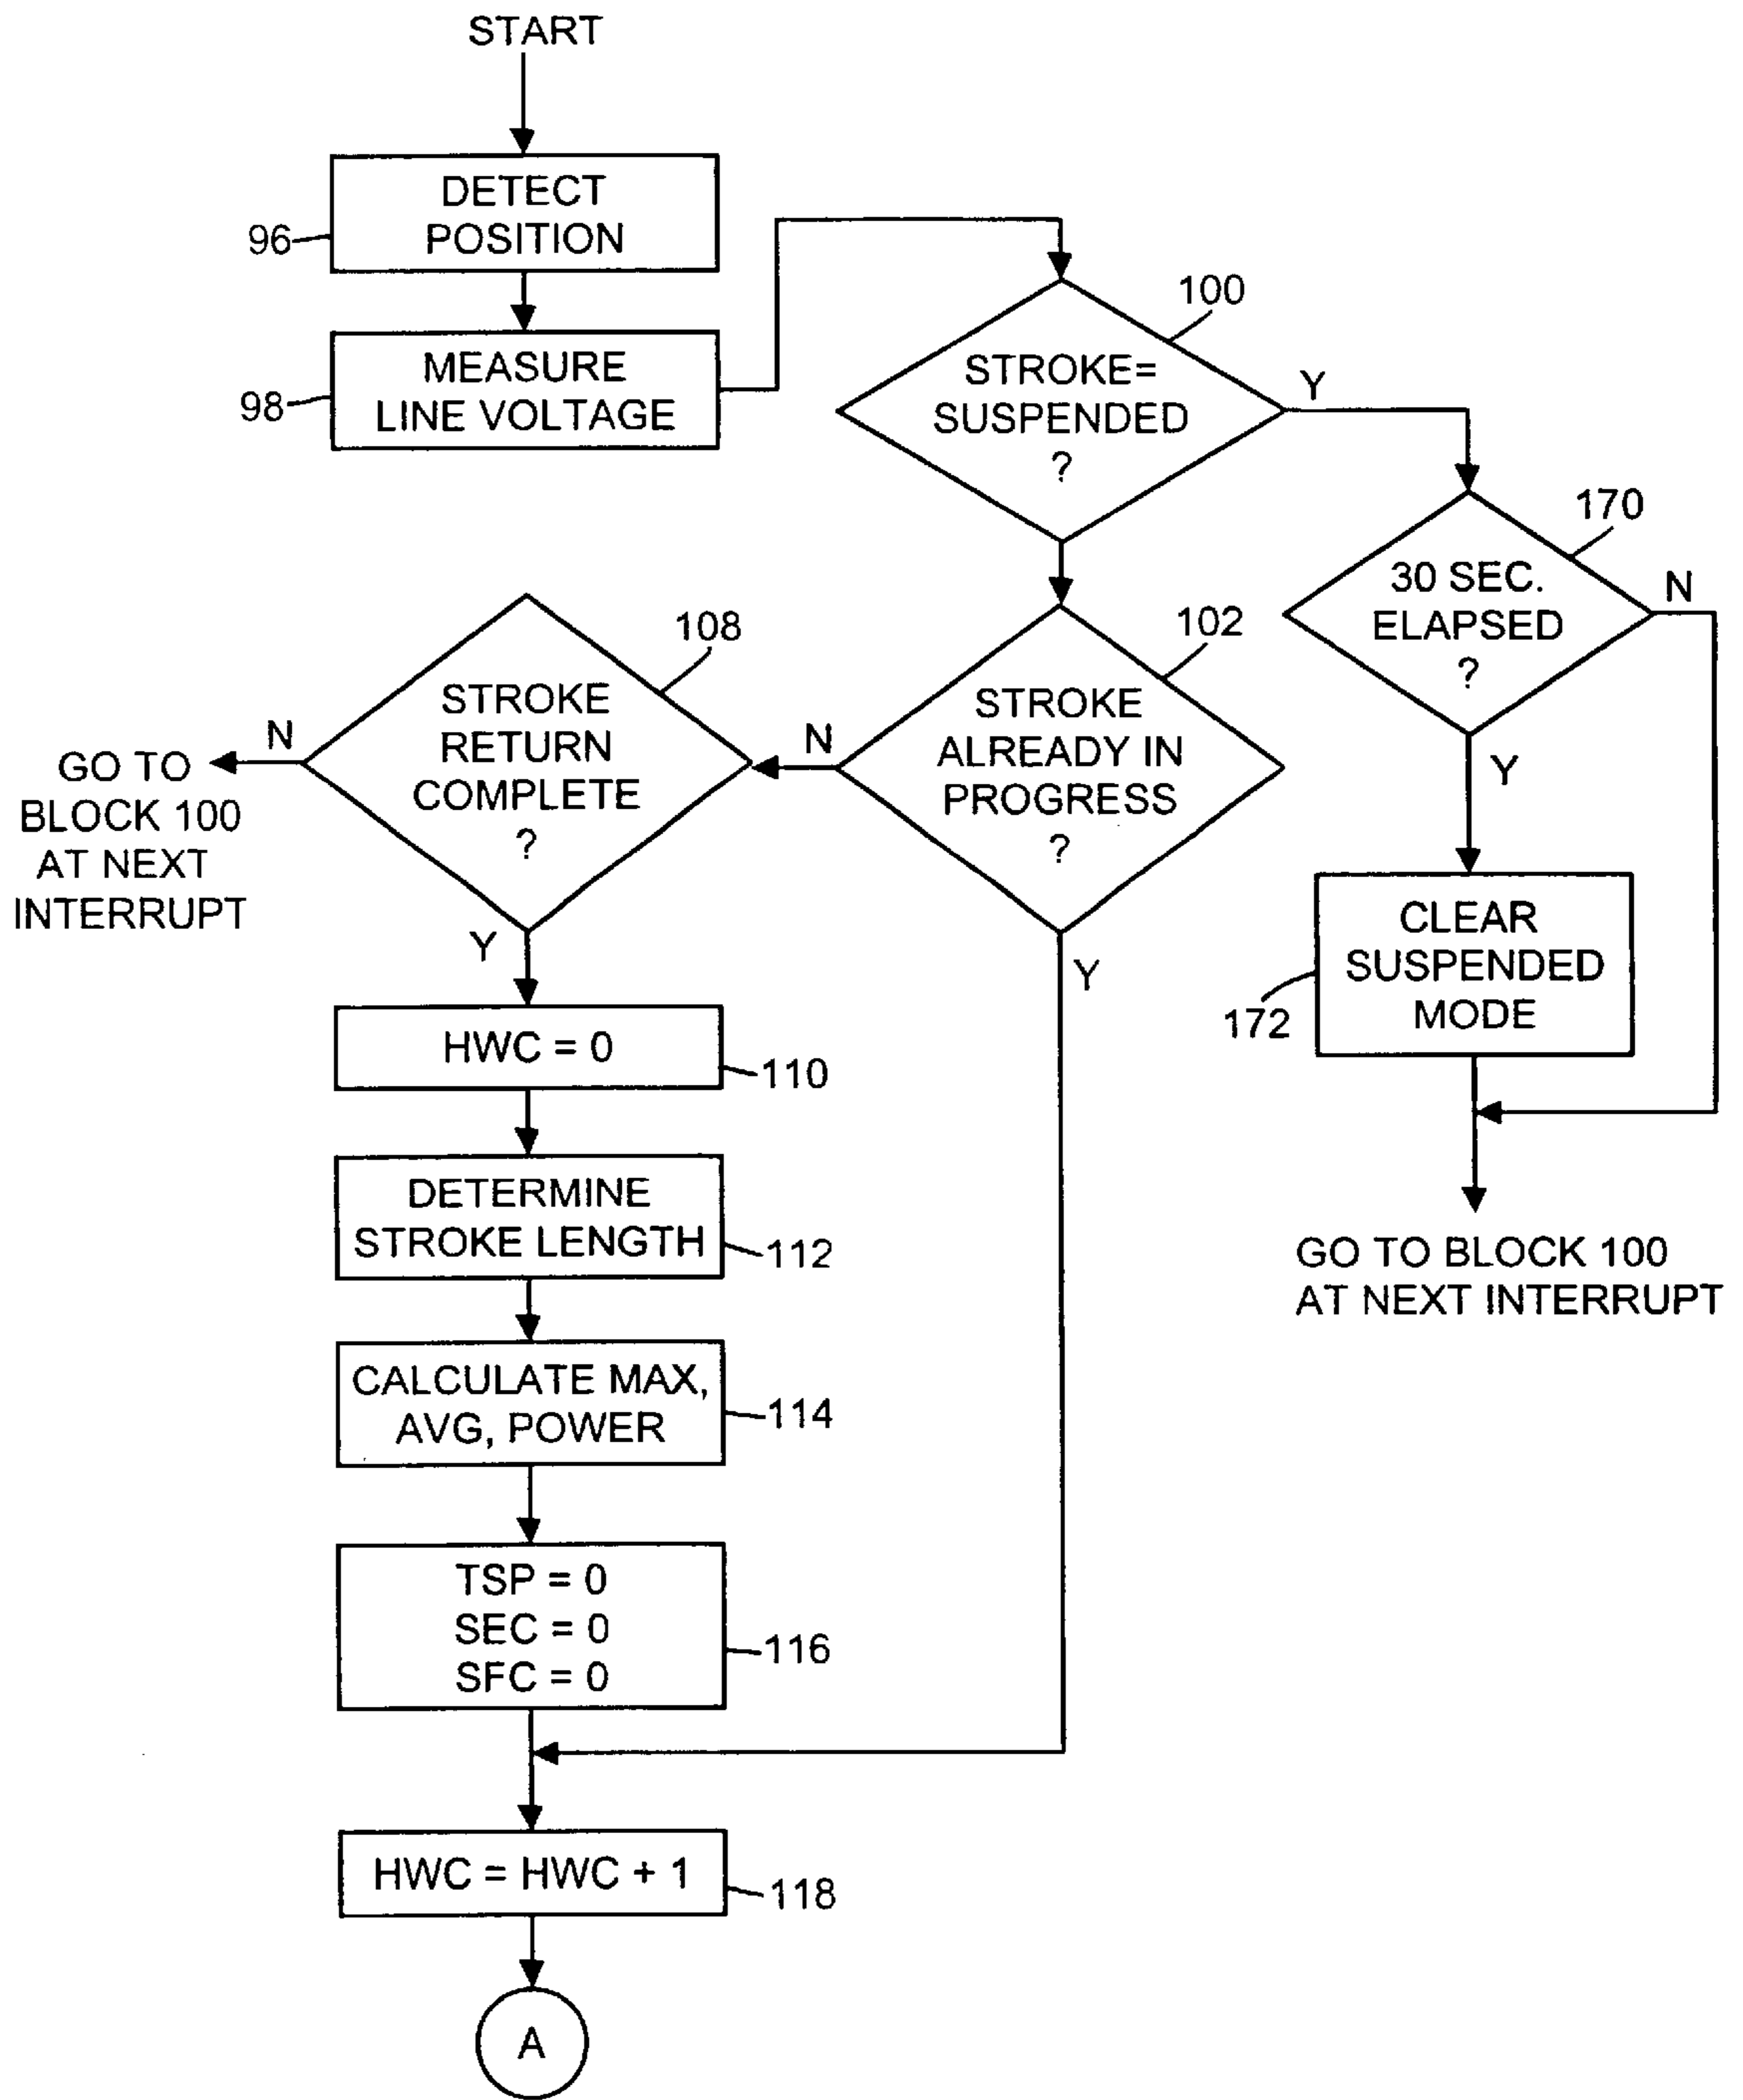 START
DETECT
POSITION
96
MEASURE
LINE VOLTAGE
98
100
STROKE=
SUSPENDED
?
Y
170
30 SEC.
ELAPSED
?
N
Y
CLEAR
SUSPENDED
MODE
172
GO TO BLOCK 100
AT NEXT INTERRUPT
102
STROKE
ALREADY IN
PROGRESS
?
N
Y
108
STROKE
RETURN
COMPLETE
?
N
GO TO
BLOCK 100
AT NEXT
INTERRUPT
Y
HWC = 0
110
DETERMINE
STROKE LENGTH
112
CALCULATE MAX,
AVG, POWER
114
TSP = 0
SEC = 0
SFC = 0
116
HWC = HWC + 1
118
A